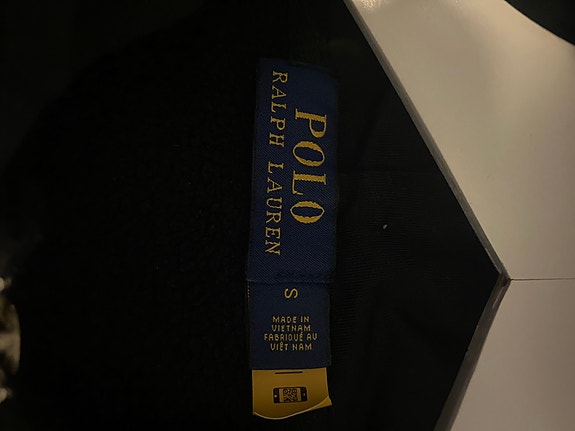 POLO
RALPH LAUREN
S
MADE IN
VIETNAM
FABRIQUÉ AU
VIÊT NAM